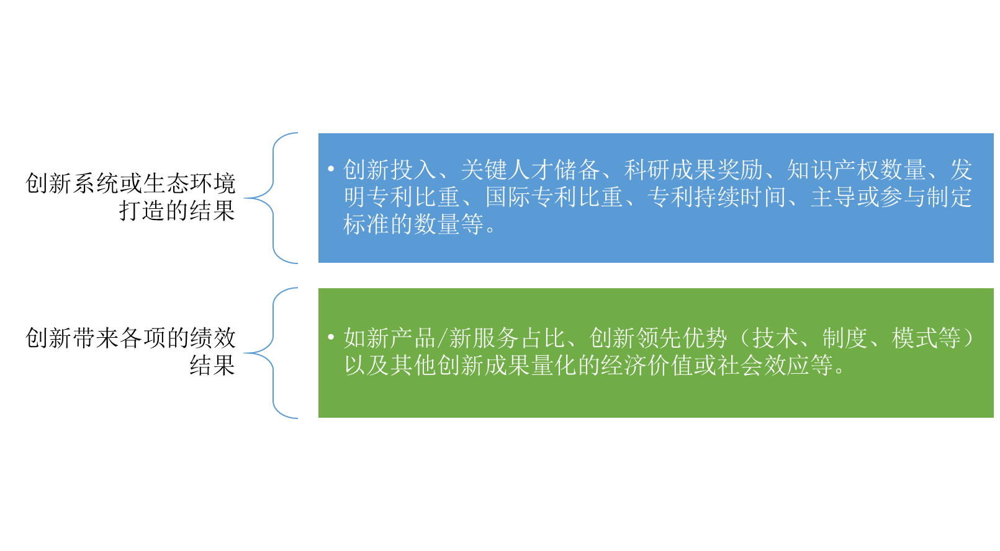 创新系统或生态环境
打造的结果
• 创新投入、关键人才储备、科研成果奖励、知识产权数量、发
明专利比重、国际专利比重、专利持续时间、主导或参与制定
标准的数量等。
创新带来各项的绩效
结果
• 如新产品/新服务占比、创新领先优势（技术、制度、模式等）
以及其他创新成果量化的经济价值或社会效应等。